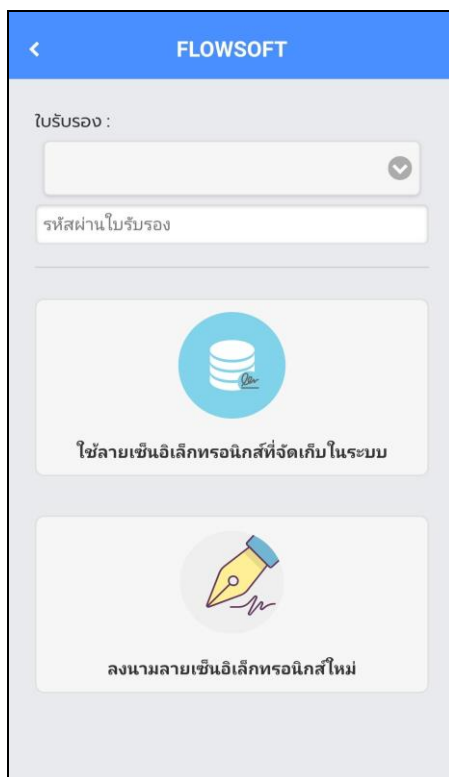 FLOWSOFT
ใบรับรอง :
รหัสผ่านใบรับรอง
ใช้ลายเซ็นอิเล็กทรอนิกส์ที่จัดเก็บในระบบ
ลงนามลายเซ็นอิเล็กทรอนิกส์ใหม่